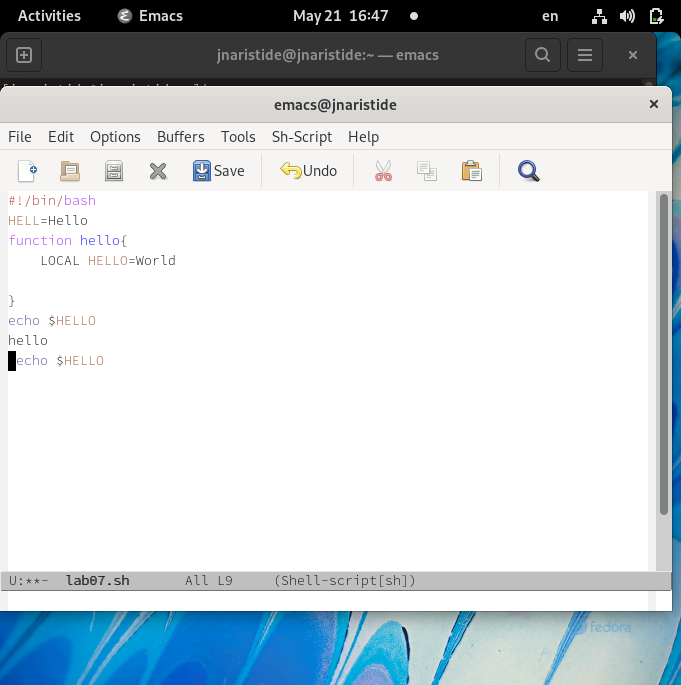 Activities Emacs May 21 16:47 en
jnaristide@jnaristide:~ — emacs
emacs@jnaristide
File Edit Options Buffers Tools Sh-Script Help
Save Undo
#!/bin/bash
HELL=Hello
function hello{
    LOCAL HELLO=World
}
echo $HELLO
hello
 echo $HELLO
U:**-  lab07.sh       All L9     (Shell-script[sh])
fedora